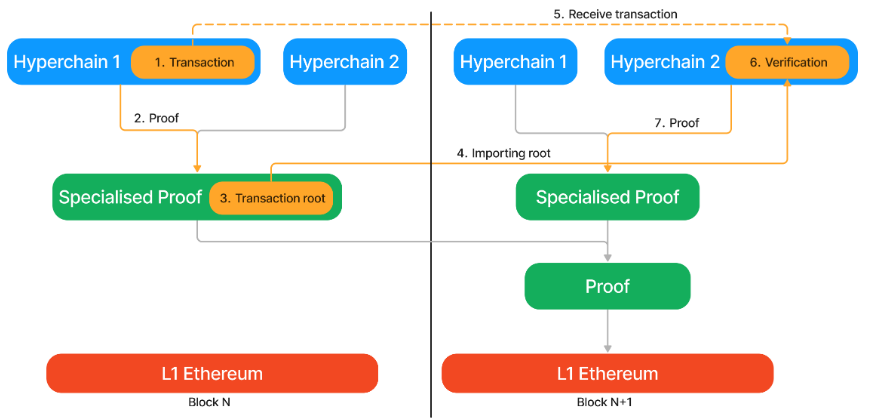 5. Receive transaction
Hyperchain 1
1. Transaction
Hyperchain 2
Hyperchain 1
Hyperchain 2
6. Verification
2. Proof
7. Proof
4. Importing root
Specialised Proof
3. Transaction root
Specialised Proof
Proof
L1 Ethereum
L1 Ethereum
Block N
Block N+1